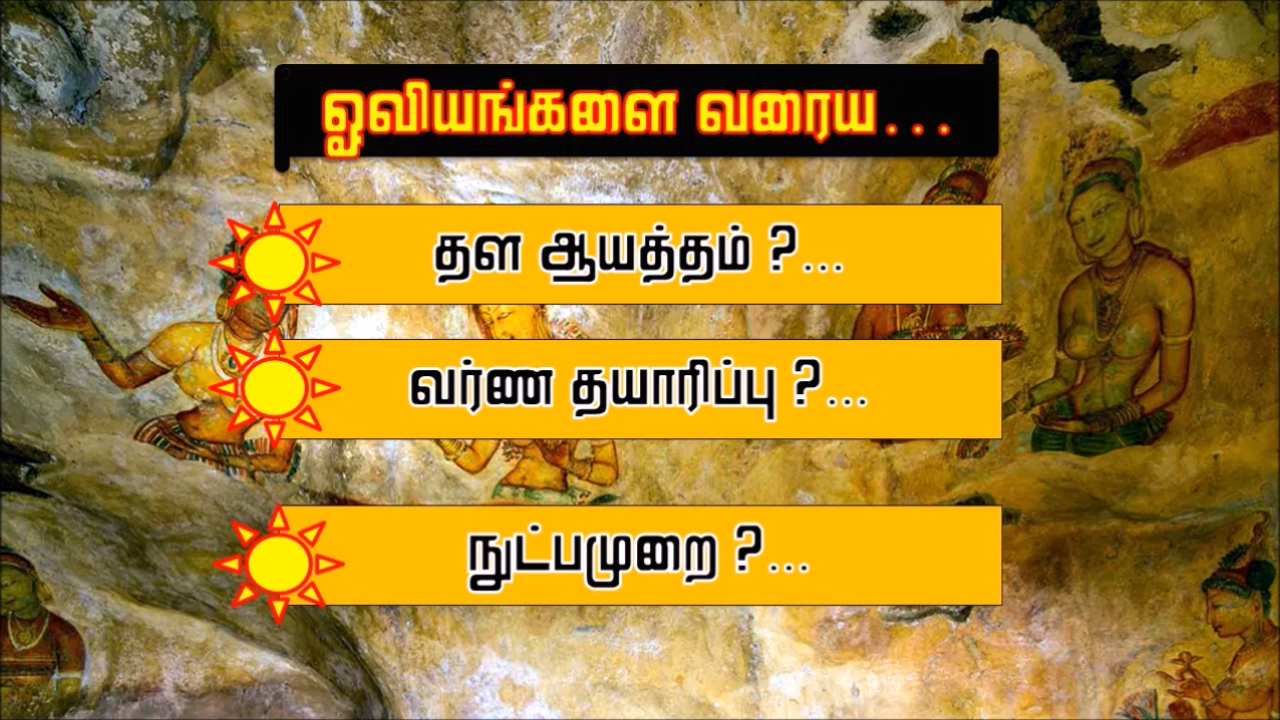 ஓவியங்களை வரைய...
தள ஆயத்தம் ?...
வர்ண தயாரிப்பு ?...
நுட்பமுறை ?...